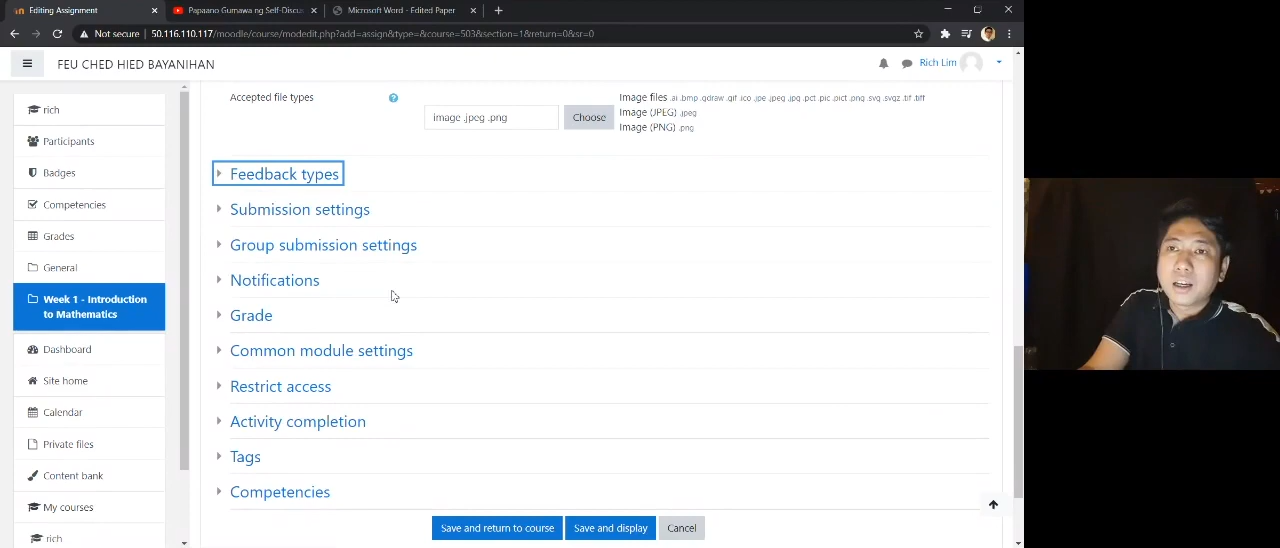 Editing Assignment
Papaano Gumawa ng Self-Discu
Microsoft Word - Edited Paper
Not secure
50.116.110.117/moodle/course/modedit.php?add=assign&type=&course=503&section=1&return=0&sr=0
FEU CHED HIED BAYANIHAN
Rich Lim
rich
Participants
Badges
Competencies
Grades
General
Week 1 - Introduction
to Mathematics
Dashboard
Site home
Calendar
Private files
Content bank
My courses
rich
Accepted file types
image .jpeg .png
Choose
Image files .ai .bmp .gdraw .gif .ico .jpe .jpeg .jpg .pct .pic .pict .png .svg .svgz .tif .tiff
Image (JPEG) .jpeg
Image (PNG) .png
Feedback types
Submission settings
Group submission settings
Notifications
Grade
Common module settings
Restrict access
Activity completion
Tags
Competencies
Save and return to course
Save and display
Cancel